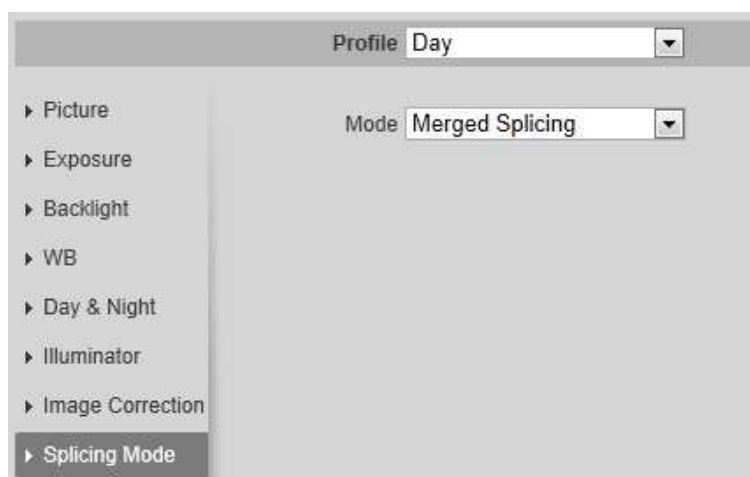 Profile Day
Mode Merged Splicing
Picture
Exposure
Backlight
WB
Day & Night
Illuminator
Image Correction
Splicing Mode